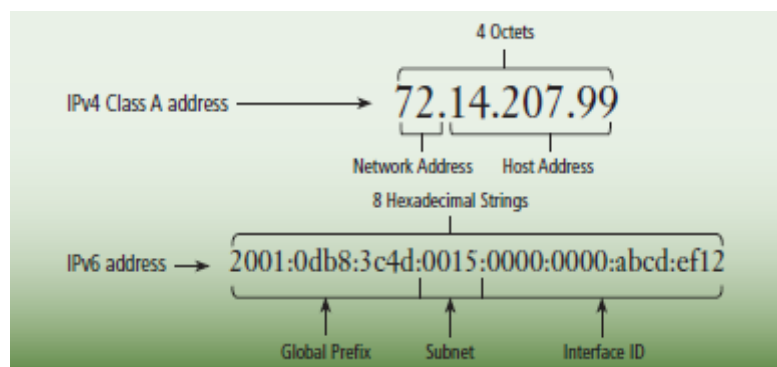 4 Octets
IPv4 Class A address
72.14.207.99
Network Address
Host Address
8 Hexadecimal Strings
IPv6 address
2001:0db8:3c4d:0015:0000:0000:abcd:ef12
Global Prefix
Subnet
Interface ID